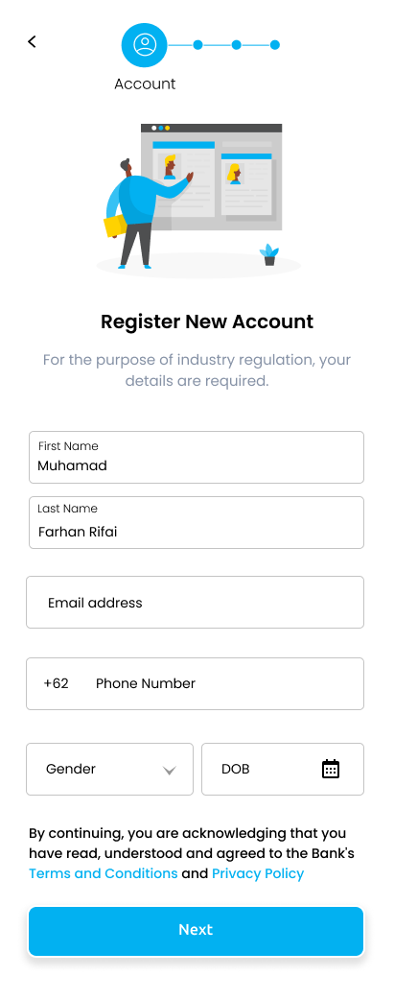 Account
Register New Account
For the purpose of industry regulation, your
details are required.
First Name
Muhamad
Last Name
Farhan Rifai
Email address
+62 Phone Number
Gender DOB
By continuing, you are acknowledging that you
have read, understood and agreed to the Bank's
Terms and Conditions and Privacy Policy
Next